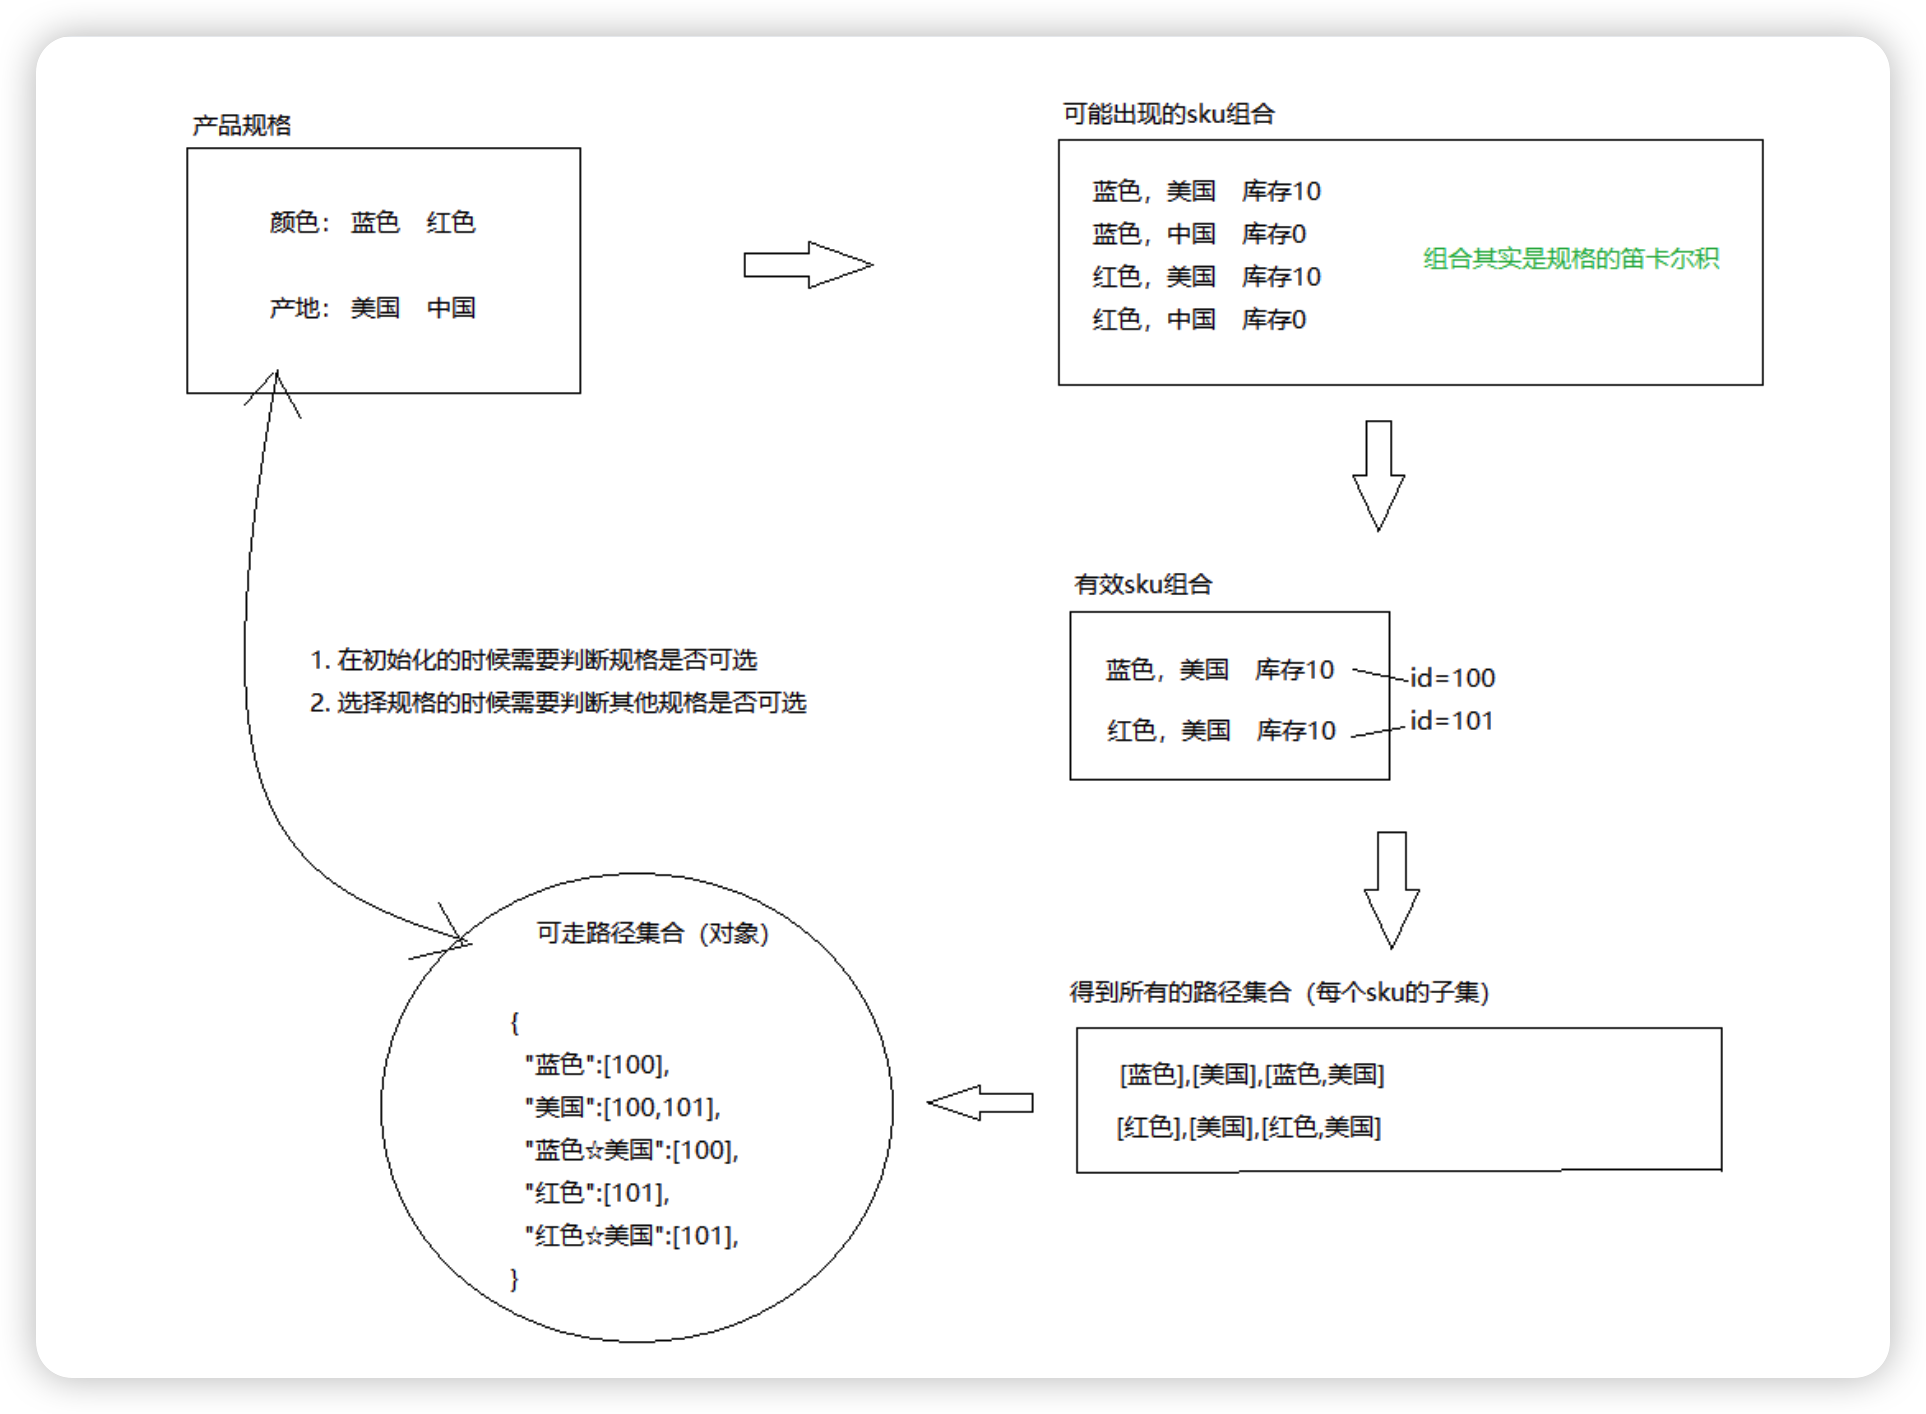 产品规格
颜色： 蓝色 红色
产地： 美国 中国
可能出现的sku组合
蓝色，美国 库存10
蓝色，中国 库存0
红色，美国 库存10
红色，中国 库存0
组合其实是规格的笛卡尔积
有效sku组合
蓝色，美国 库存10
id=100
红色，美国 库存10
id=101
得到所有的路径集合（每个sku的子集）
[蓝色],[美国],[蓝色,美国]
[红色],[美国],[红色,美国]
可走路径集合（对象）
{
"蓝色":[100],
"美国":[100,101],
"蓝色☆美国":[100],
"红色":[101],
"红色☆美国":[101],
}
1. 在初始化的时候需要判断规格是否可选
2. 选择规格的时候需要判断其他规格是否可选